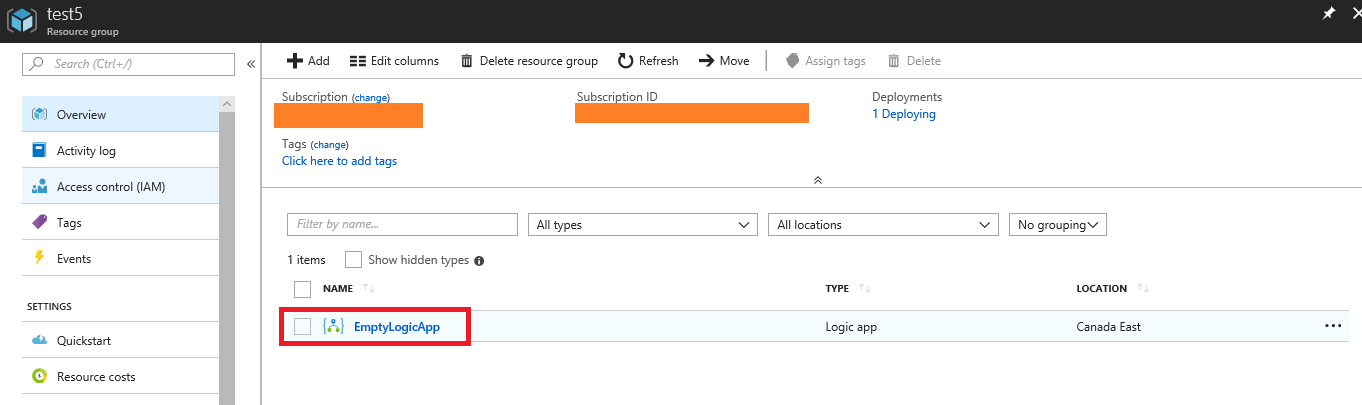 test5
Resource group
Search (Ctrl+/)
Overview
Activity log
Access control (IAM)
Tags
Events
SETTINGS
Quickstart
Resource costs
Add Edit columns Delete resource group Refresh Move Assign tags Delete
Subscription (change) Subscription ID Deployments
1 Deploying
Tags (change)
Click here to add tags
Filter by name... All types All locations No grouping
1 items Show hidden types
NAME TYPE LOCATION
EmptyLogicApp Logic app Canada East